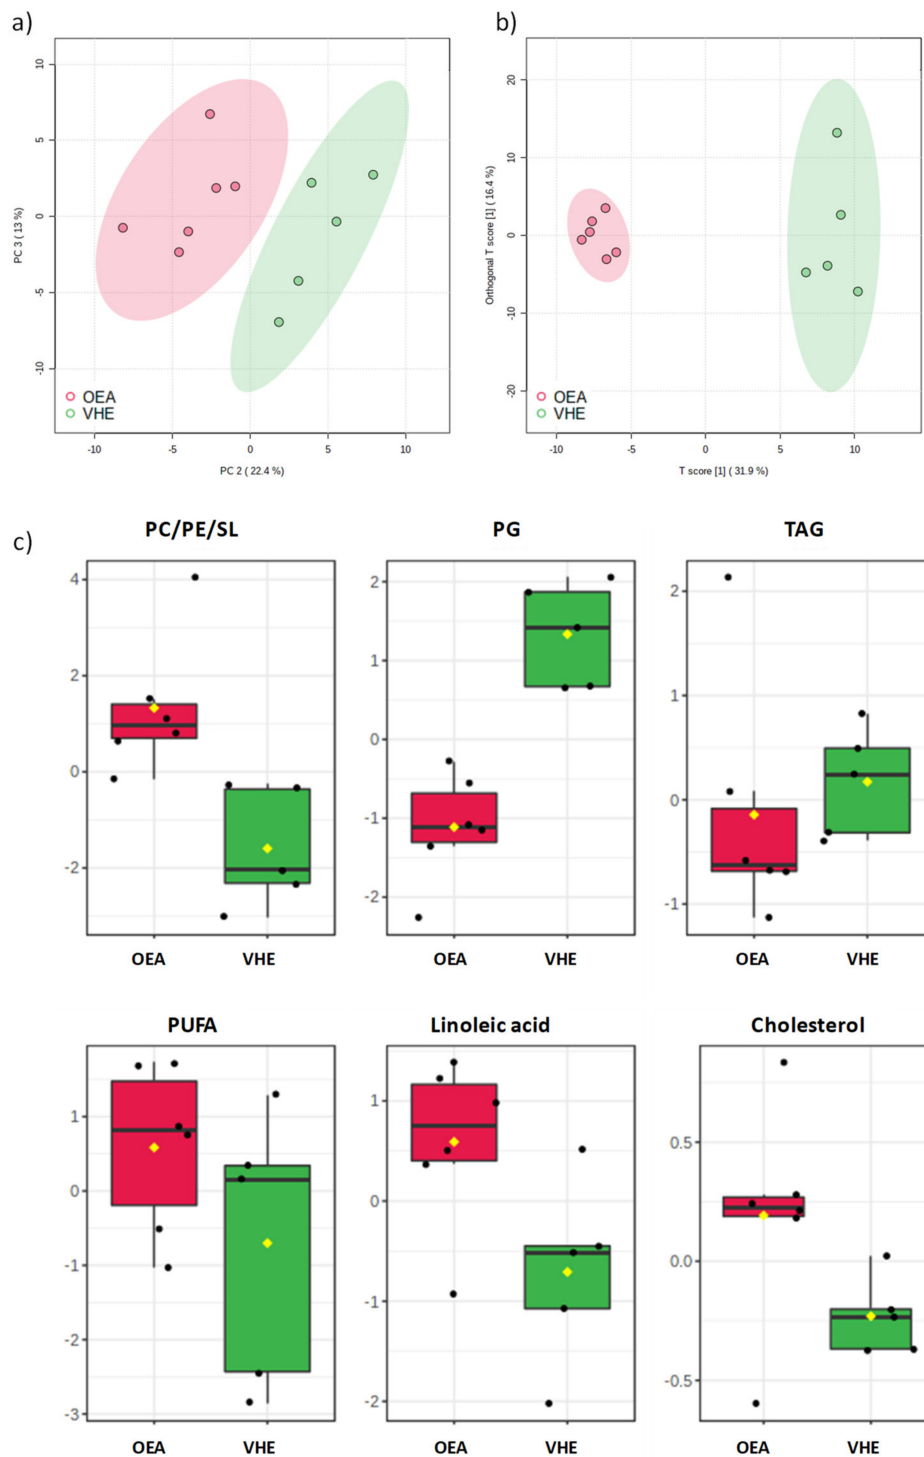 a)
b)
10
5
0
-5
-10
PC 3 ( 13 %)
OEA
VHE
-10
-5
0
5
10
PC 2 ( 22.4 %)
20
10
0
-10
-20
Orthogonal T score [1] ( 16.4 %)
OEA
VHE
-10
-5
0
5
10
T score [1] ( 31.9 %)
c)
PC/PE/SL
4
2
0
-2
OEA
VHE
PG
2
1
0
-1
-2
OEA
VHE
TAG
2
1
0
-1
OEA
VHE
PUFA
1
0
-1
-2
-3
OEA
VHE
Linoleic acid
1
0
-1
-2
OEA
VHE
Cholesterol
0.5
0.0
-0.5
OEA
VHE